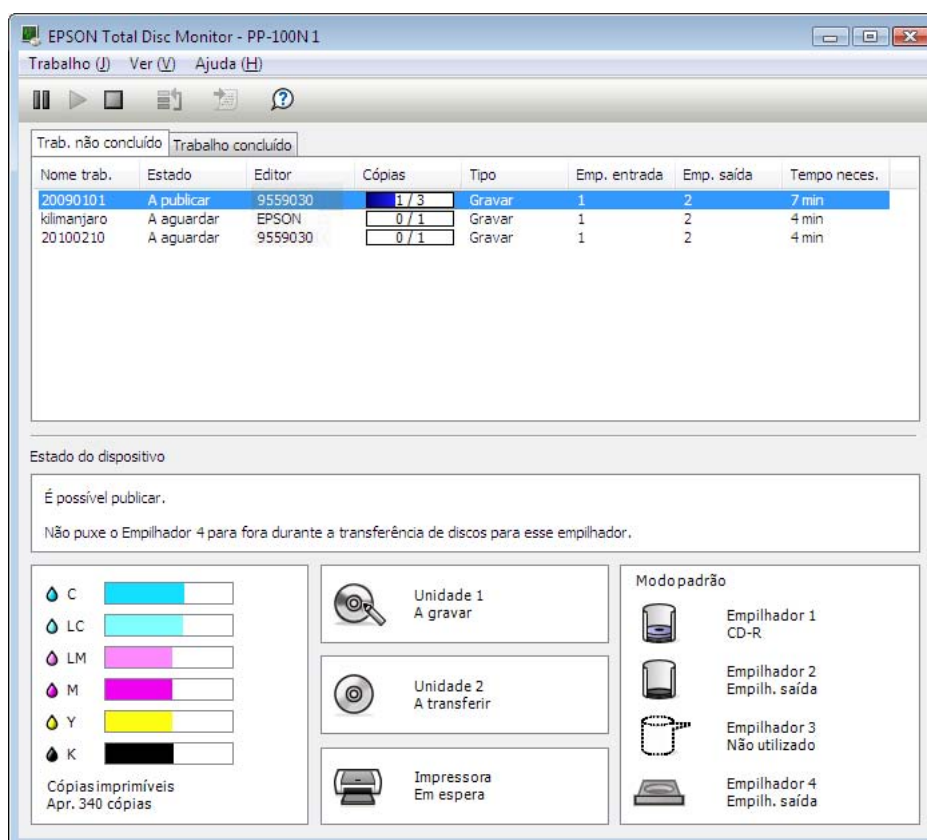 EPSON Total Disc Monitor - PP-100N 1
Trabalho (J) Ver (V) Ajuda (H)
Trab. não concluído Trabalho concluído
Nome trab. Estado Editor Cópias Tipo Emp. entrada Emp. saída Tempo neces.
20090101 A publicar 9559030 1 / 3 Gravar 1 2 7 min
kilimanjaro A aguardar EPSON 0 / 1 Gravar 1 2 4 min
20100210 A aguardar 9559030 0 / 1 Gravar 1 2 4 min
Estado do dispositivo
É possível publicar.
Não puxe o Empilhador 4 para fora durante a transferência de discos para esse empilhador.
C
LC
LM
M
Y
K
Cópias imprimíveis
Apr. 340 cópias
Unidade 1
A gravar
Unidade 2
A transferir
Impressora
Em espera
Modo padrão
Empilhador 1
CD-R
Empilhador 2
Empilh. saída
Empilhador 3
Não utilizado
Empilhador 4
Empilh. saída